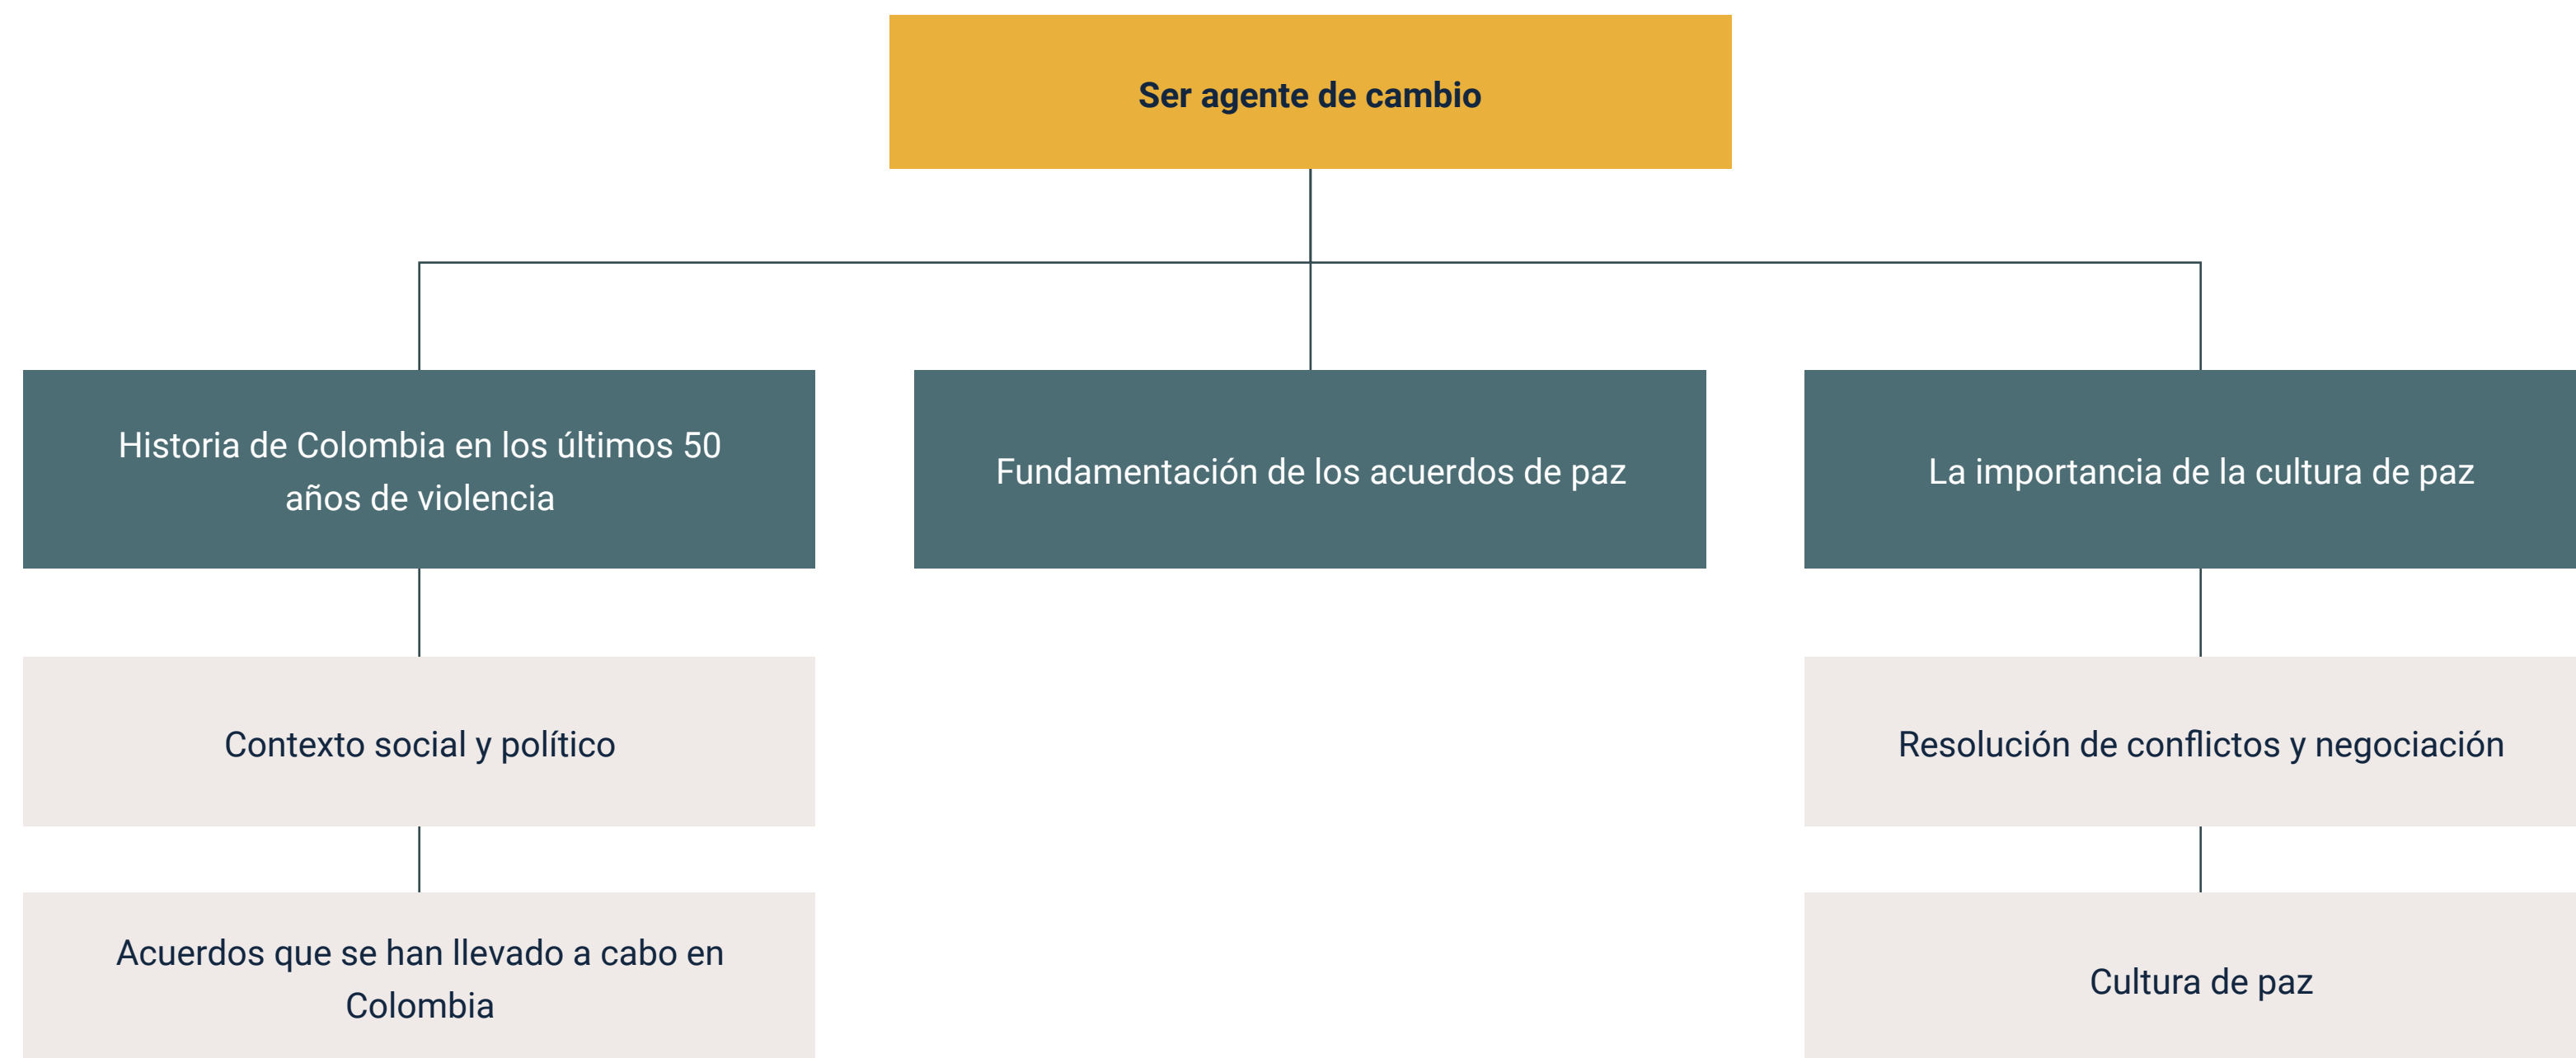 Ser agente de cambio
Historia de Colombia en los últimos 50
años de violencia
Fundamentación de los acuerdos de paz
La importancia de la cultura de paz
Contexto social y político
Resolución de conflictos y negociación
Acuerdos que se han llevado a cabo en
Colombia
Cultura de paz